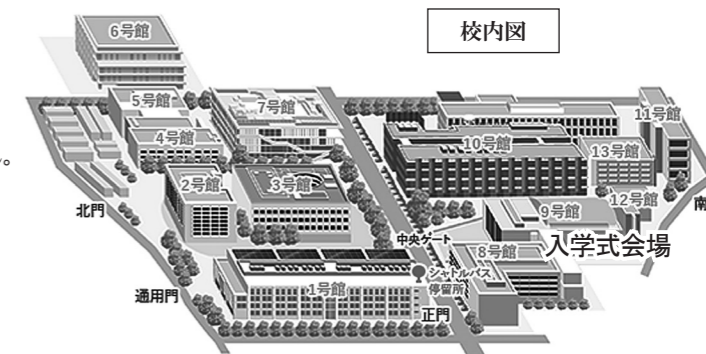 校内図
6号館
5号館
7号館
4号館
11号館
10号館
13号館
。
2号館
3号館
12号館
北門
9号館
南
中央ゲート
入学式会場
8号館
シャトルバス
停留所
1号館
通用門
正門